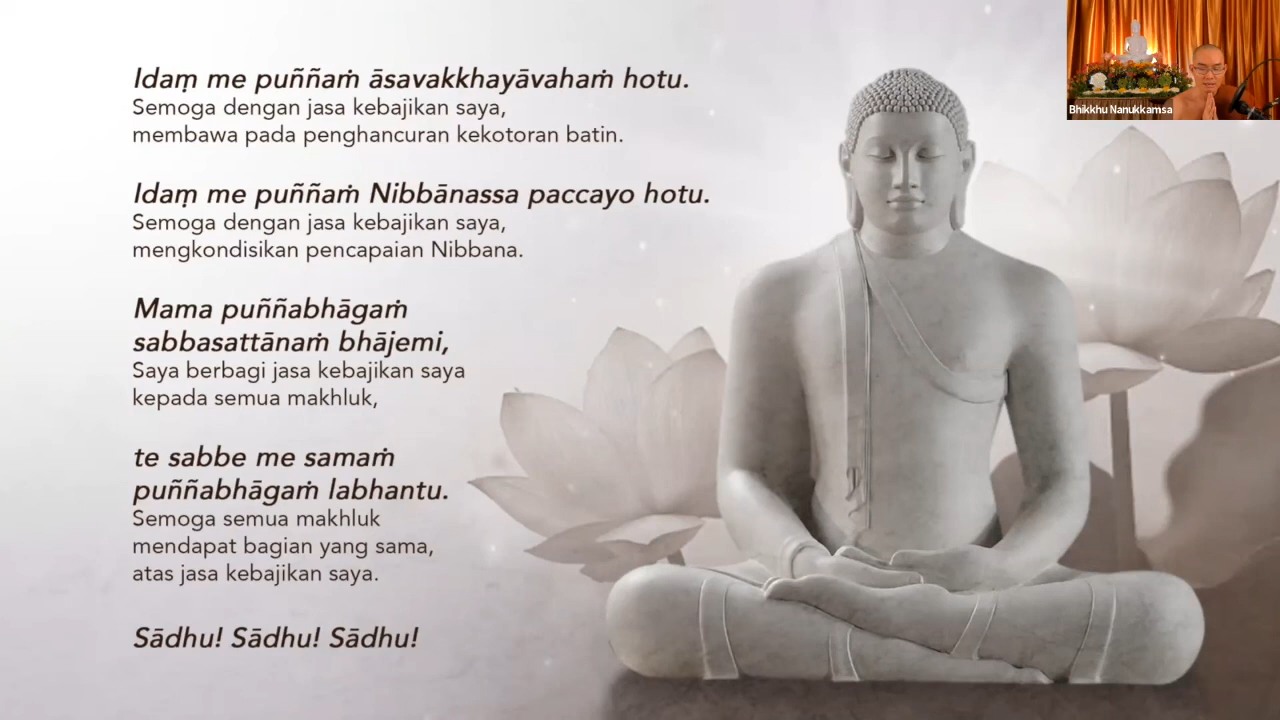 Idaṃ me puññaṁ āsavakkhayāvahaṁ hotu.
Semoga dengan jasa kebajikan saya,
membawa pada penghancuran kekotoran batin.
Idaṃ me puññaṁ Nibbānassa paccayo hotu.
Semoga dengan jasa kebajikan saya,
mengkondisikan pencapaian Nibbana.
Mama puññabhāgaṁ
sabbasattānaṁ bhājemi,
Saya berbagi jasa kebajikan saya
kepada semua makhluk,
te sabbe me samaṁ
puññabhāgaṁ labhantu.
Semoga semua makhluk
mendapat bagian yang sama,
atas jasa kebajikan saya.
Sādhu! Sādhu! Sādhu!
Bhikkhu Nanukkamsa